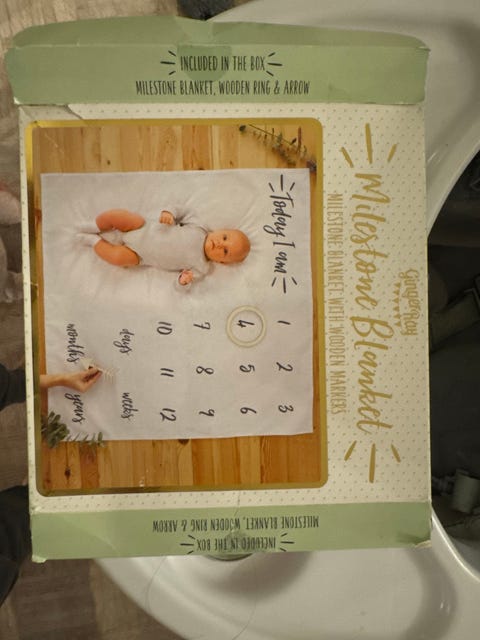 INCLUDED IN THE BOX
MILESTONE BLANKET, WOODEN RING & ARROW
GingerRay
Milestone Blanket
MILESTONE BLANKET WITH WOODEN MARKERS
Today I am
1 2 3
4 5 6
7 8 9
10 11 12
days weeks
months years
MILESTONE BLANKET, WOODEN RING & ARROW
INCLUDED IN THE BOX